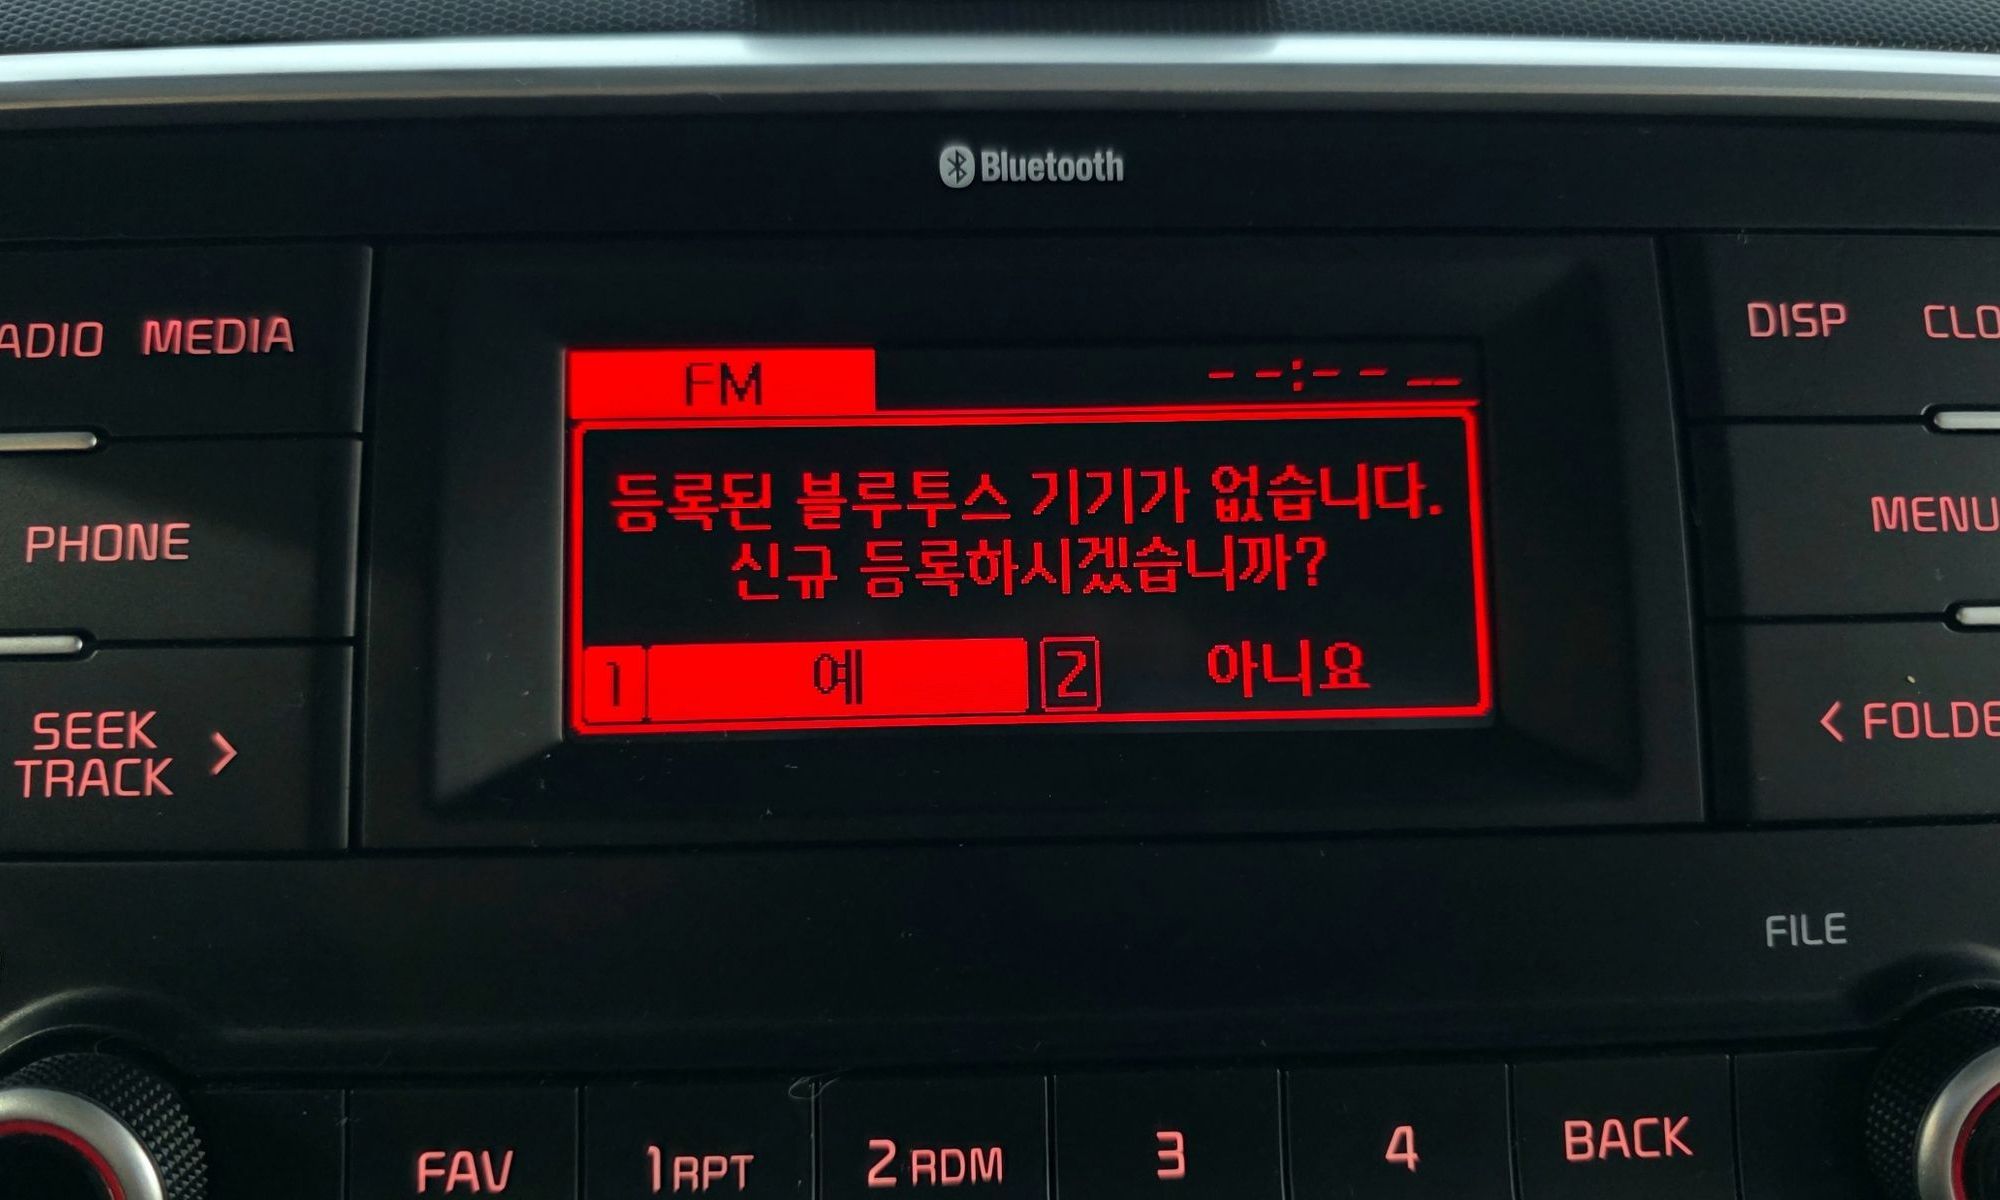 Bluetooth
ADIO MEDIA
DISP CLO
FM --:-- __
등록된 블루투스 기기가 없습니다.
신규 등록하시겠습니까?
1 예 2 아니요
PHONE
MENU
SEEK
TRACK >
< FOLDE
FILE
FAV 1 RPT 2 RDM 3 4 BACK